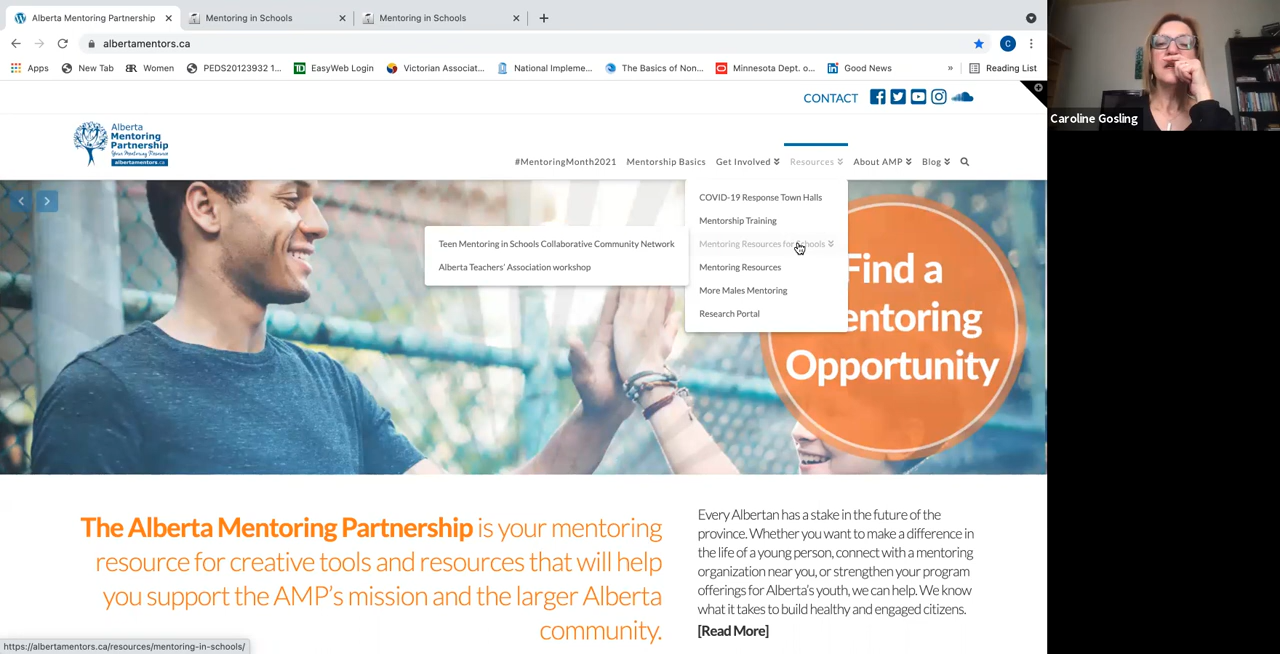 Alberta Mentoring Partnership
Mentoring in Schools
Mentoring in Schools
albertamentors.ca
C
Apps
New Tab
Women
PEDS20123932 1...
EasyWeb Login
Victorian Associat...
National Impleme...
The Basics of Non...
Minnesota Dept. o...
Good News
»
Reading List
CONTACT
Alberta
Mentoring
Partnership
Your Mentoring Resource
albertamentors.ca
#MentoringMonth2021
Mentorship Basics
Get Involved
Resources
About AMP
Blog
COVID-19 Response Town Halls
Mentorship Training
Mentoring Resources for Schools
Mentoring Resources
More Males Mentoring
Research Portal
Teen Mentoring in Schools Collaborative Community Network
Alberta Teachers' Association workshop
Find a
entoring
Opportunity
The Alberta Mentoring Partnership is your mentoring
resource for creative tools and resources that will help
you support the AMP's mission and the larger Alberta
community.
Every Albertan has a stake in the future of the
province. Whether you want to make a difference in
the life of a young person, connect with a mentoring
organization near you, or strengthen your program
offerings for Alberta's youth, we can help. We know
what it takes to build healthy and engaged citizens.
[Read More]
https://albertamentors.ca/resources/mentoring-in-schools/
Caroline Gosling